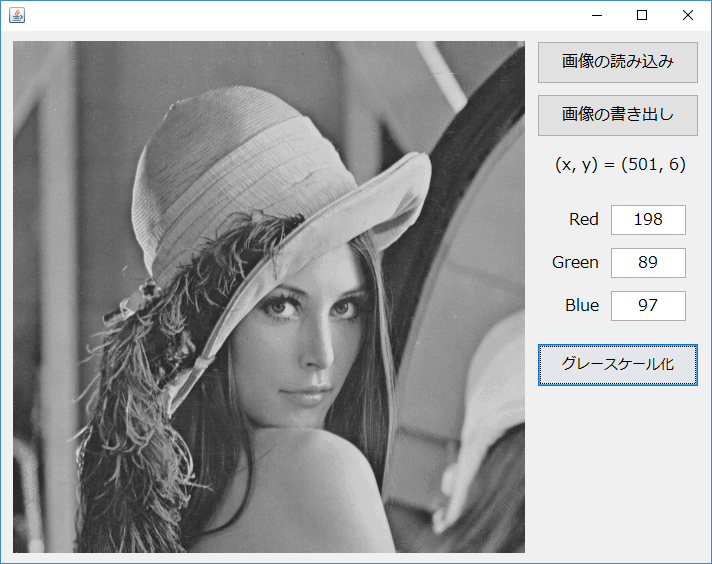 画像の読み込み
画像の書き出し
(x, y) = (501, 6)
Red 198
Green 89
Blue 97
グレースケール化